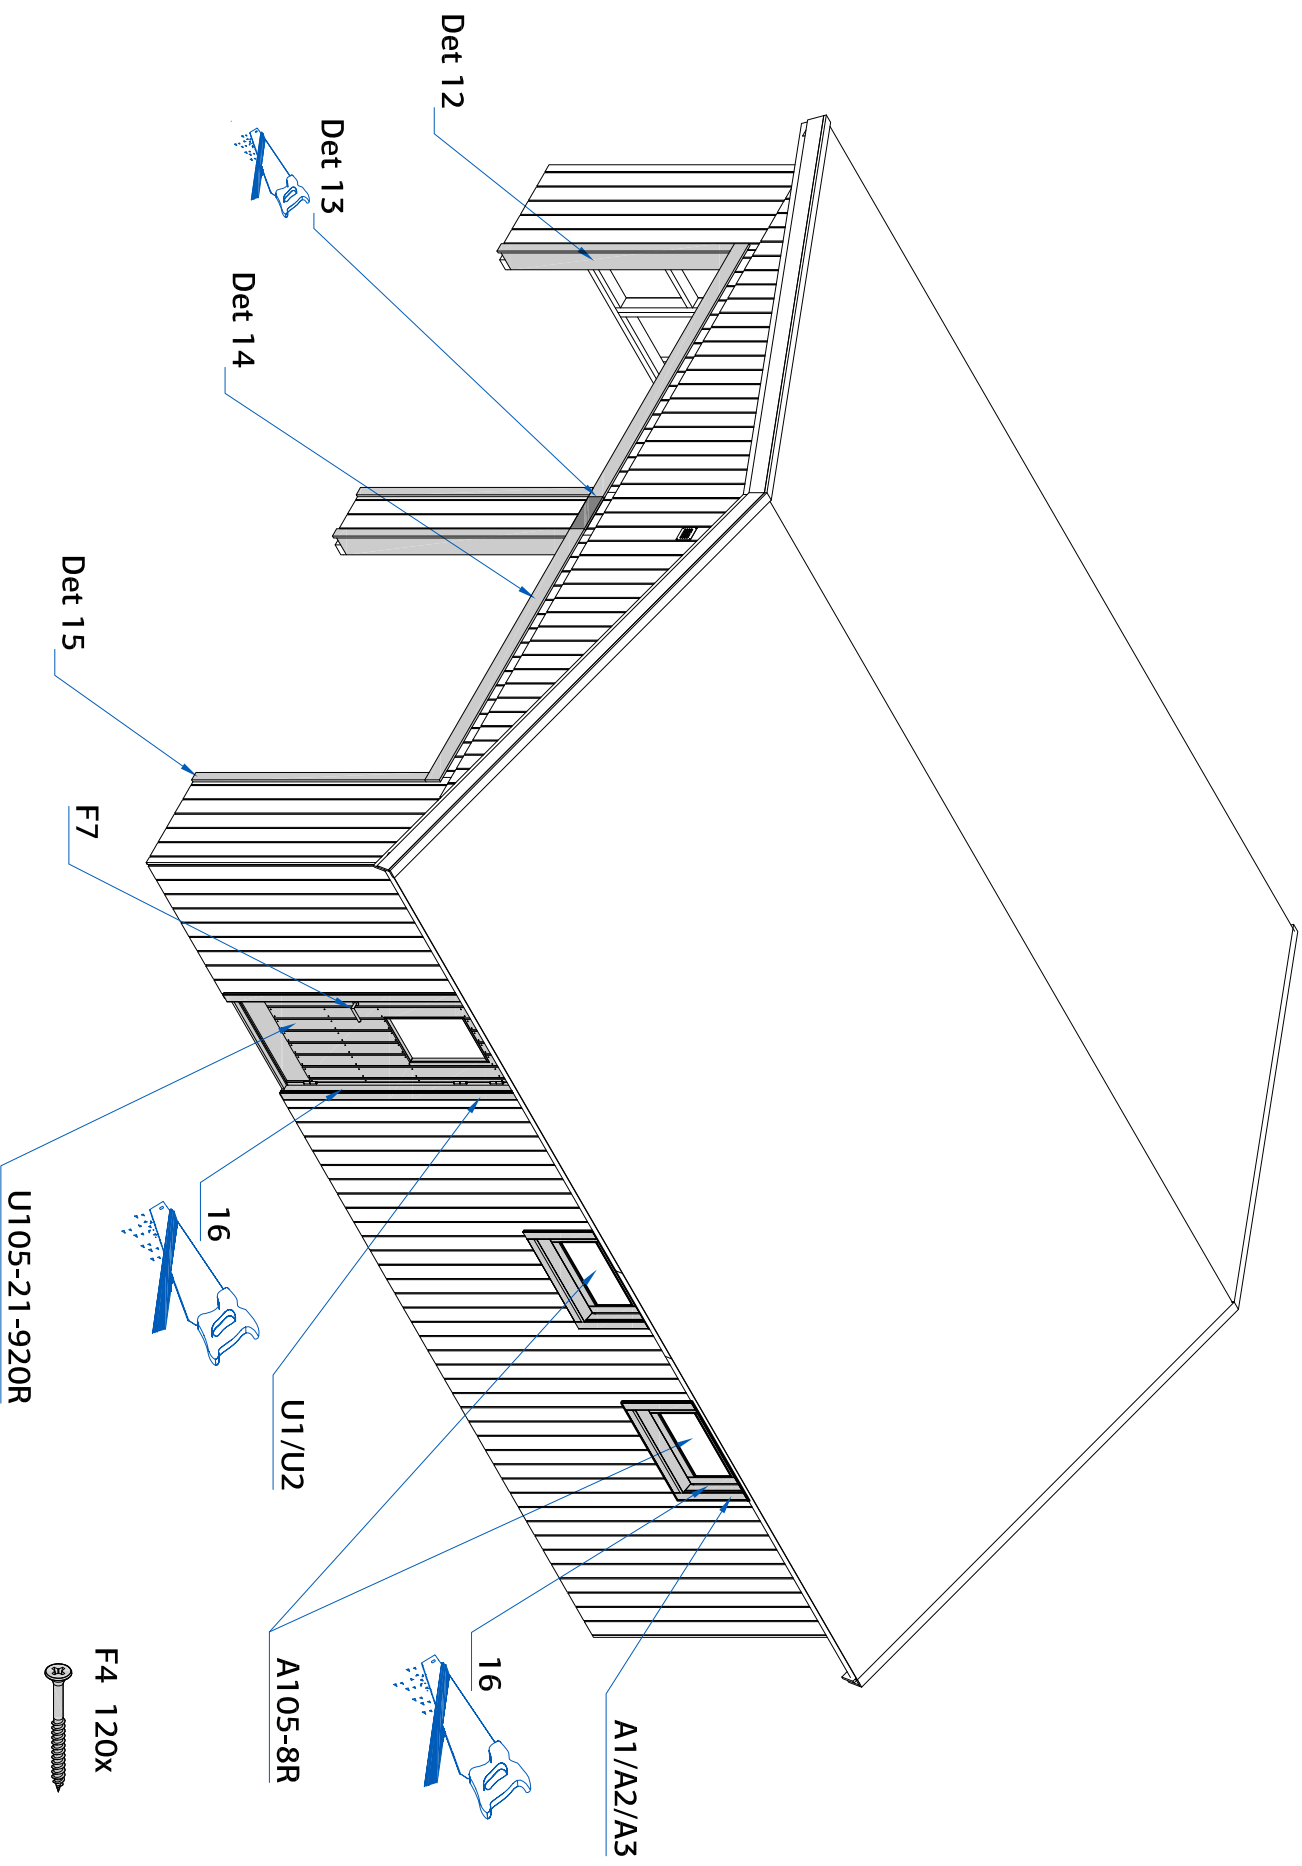 Det 12
Det 13
Det 14
Det 15
F7
16
U105-21-920R
U1/U2
16
A105-8R
A1/A2/A3
F4 120x